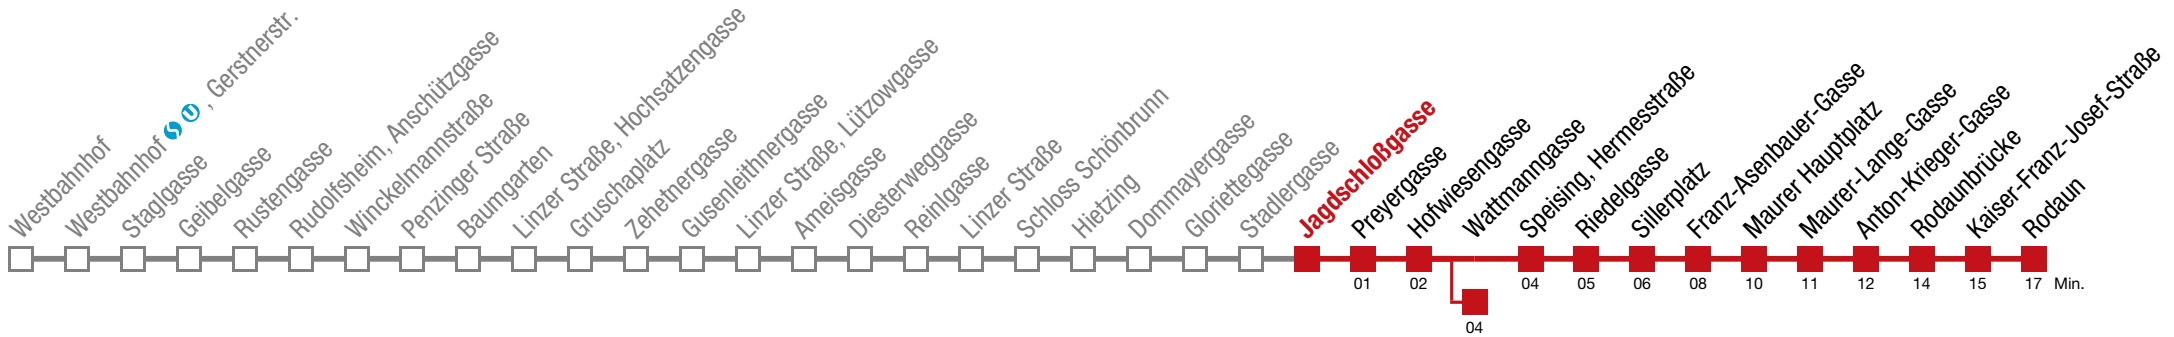 Westbahnhof
Westbahnhof S U, Gerstnerstr.
Staglgasse
Geibelgasse
Rustengasse
Rudolfsheim, Anschützgasse
Winckelmannstraße
Penzinger Straße
Baumgarten
Linzer Straße, Hochsatzengasse
Gruschaplatz
Zehetnergasse
Gusenleithnergasse
Linzer Straße, Lützowgasse
Ameisgasse
Diesterweggasse
Reinlgasse
Linzer Straße
Schloss Schönbrunn
Hietzing
Dommayergasse
Gloriettegasse
Stadlergasse
Jagdschloßgasse
Preyergasse
Hofwiesengasse
Wattmanngasse
Speising, Hermesstraße
Riedelgasse
Sillerplatz
Franz-Asenbauer-Gasse
Maurer Hauptplatz
Maurer-Lange-Gasse
Anton-Krieger-Gasse
Rodaunbrücke
Kaiser-Franz-Josef-Straße
Rodaun
01 02 04 05 06 08 10 11 12 14 15 17 Min.
04